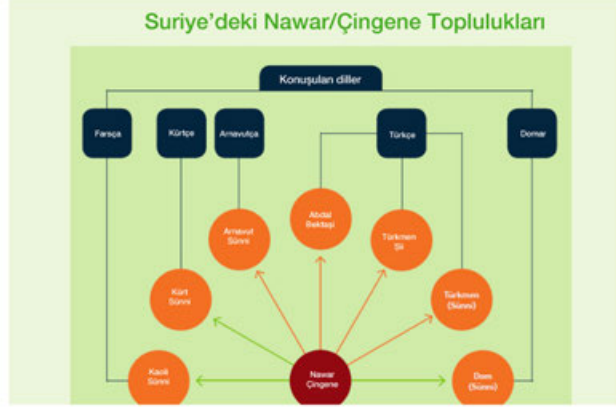 Suriye'deki Nawar/Çingene Toplulukları
Konuşulan diller
Farsça
Kürtçe
Arnavutça
Türkçe
Domar
Abdal
Bektaşi
Arnavut
Sünni
Türkmen
Şii
Kürt
Sünni
Türkmen
(Sünni)
Kaoli
Sünni
Nawar
Çingene
Dom
(Sünni)